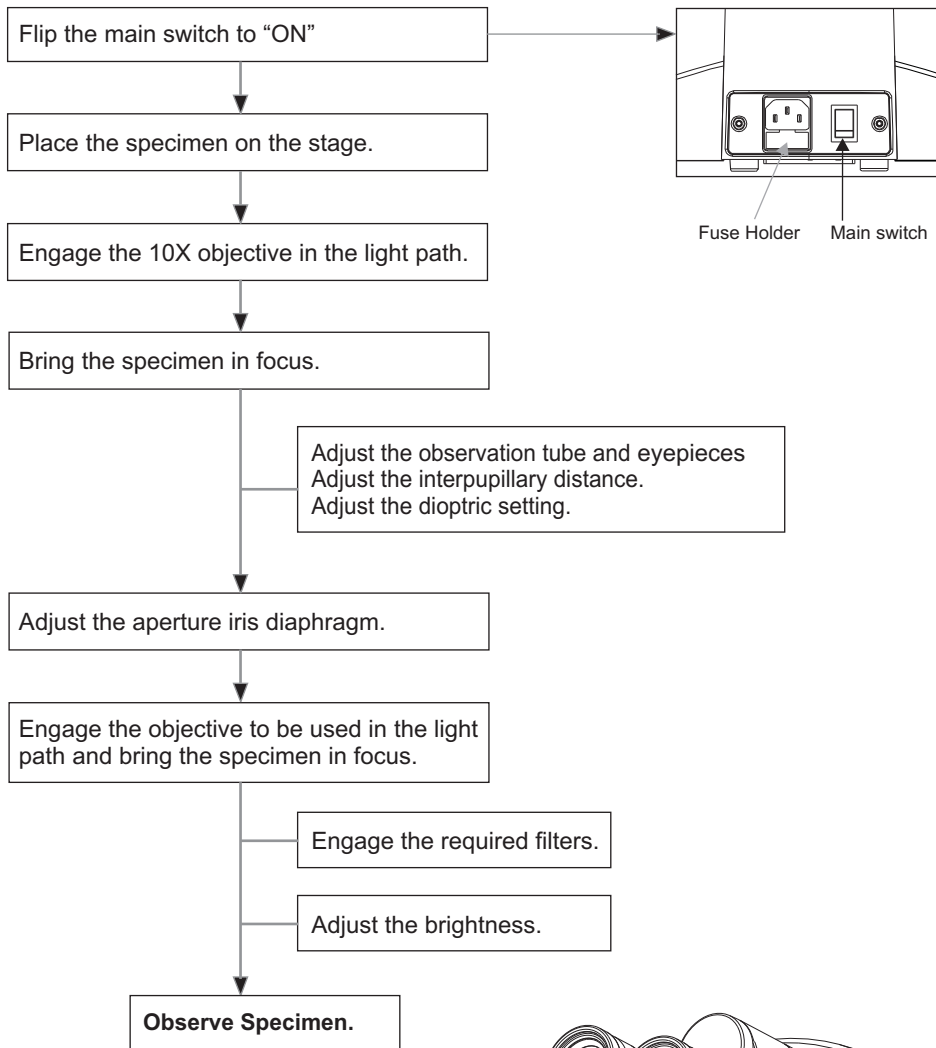 Flip the main switch to “ON”
Place the specimen on the stage.
Fuse Holder
Main switch
Engage the 10X objective in the light path.
Bring the specimen in focus.
Adjust the observation tube and eyepieces
Adjust the interpupillary distance.
Adjust the dioptric setting.
Adjust the aperture iris diaphragm.
Engage the objective to be used in the light
path and bring the specimen in focus.
Engage the required filters.
Adjust the brightness.
Observe Specimen.